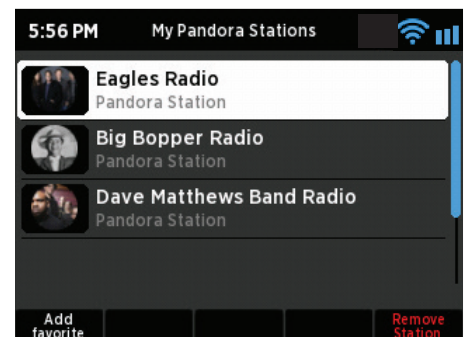 5:56 PM My Pandora Stations
Eagles Radio
Pandora Station
Big Bopper Radio
Pandora Station
Dave Matthews Band Radio
Pandora Station
Add Remove
favorite Station